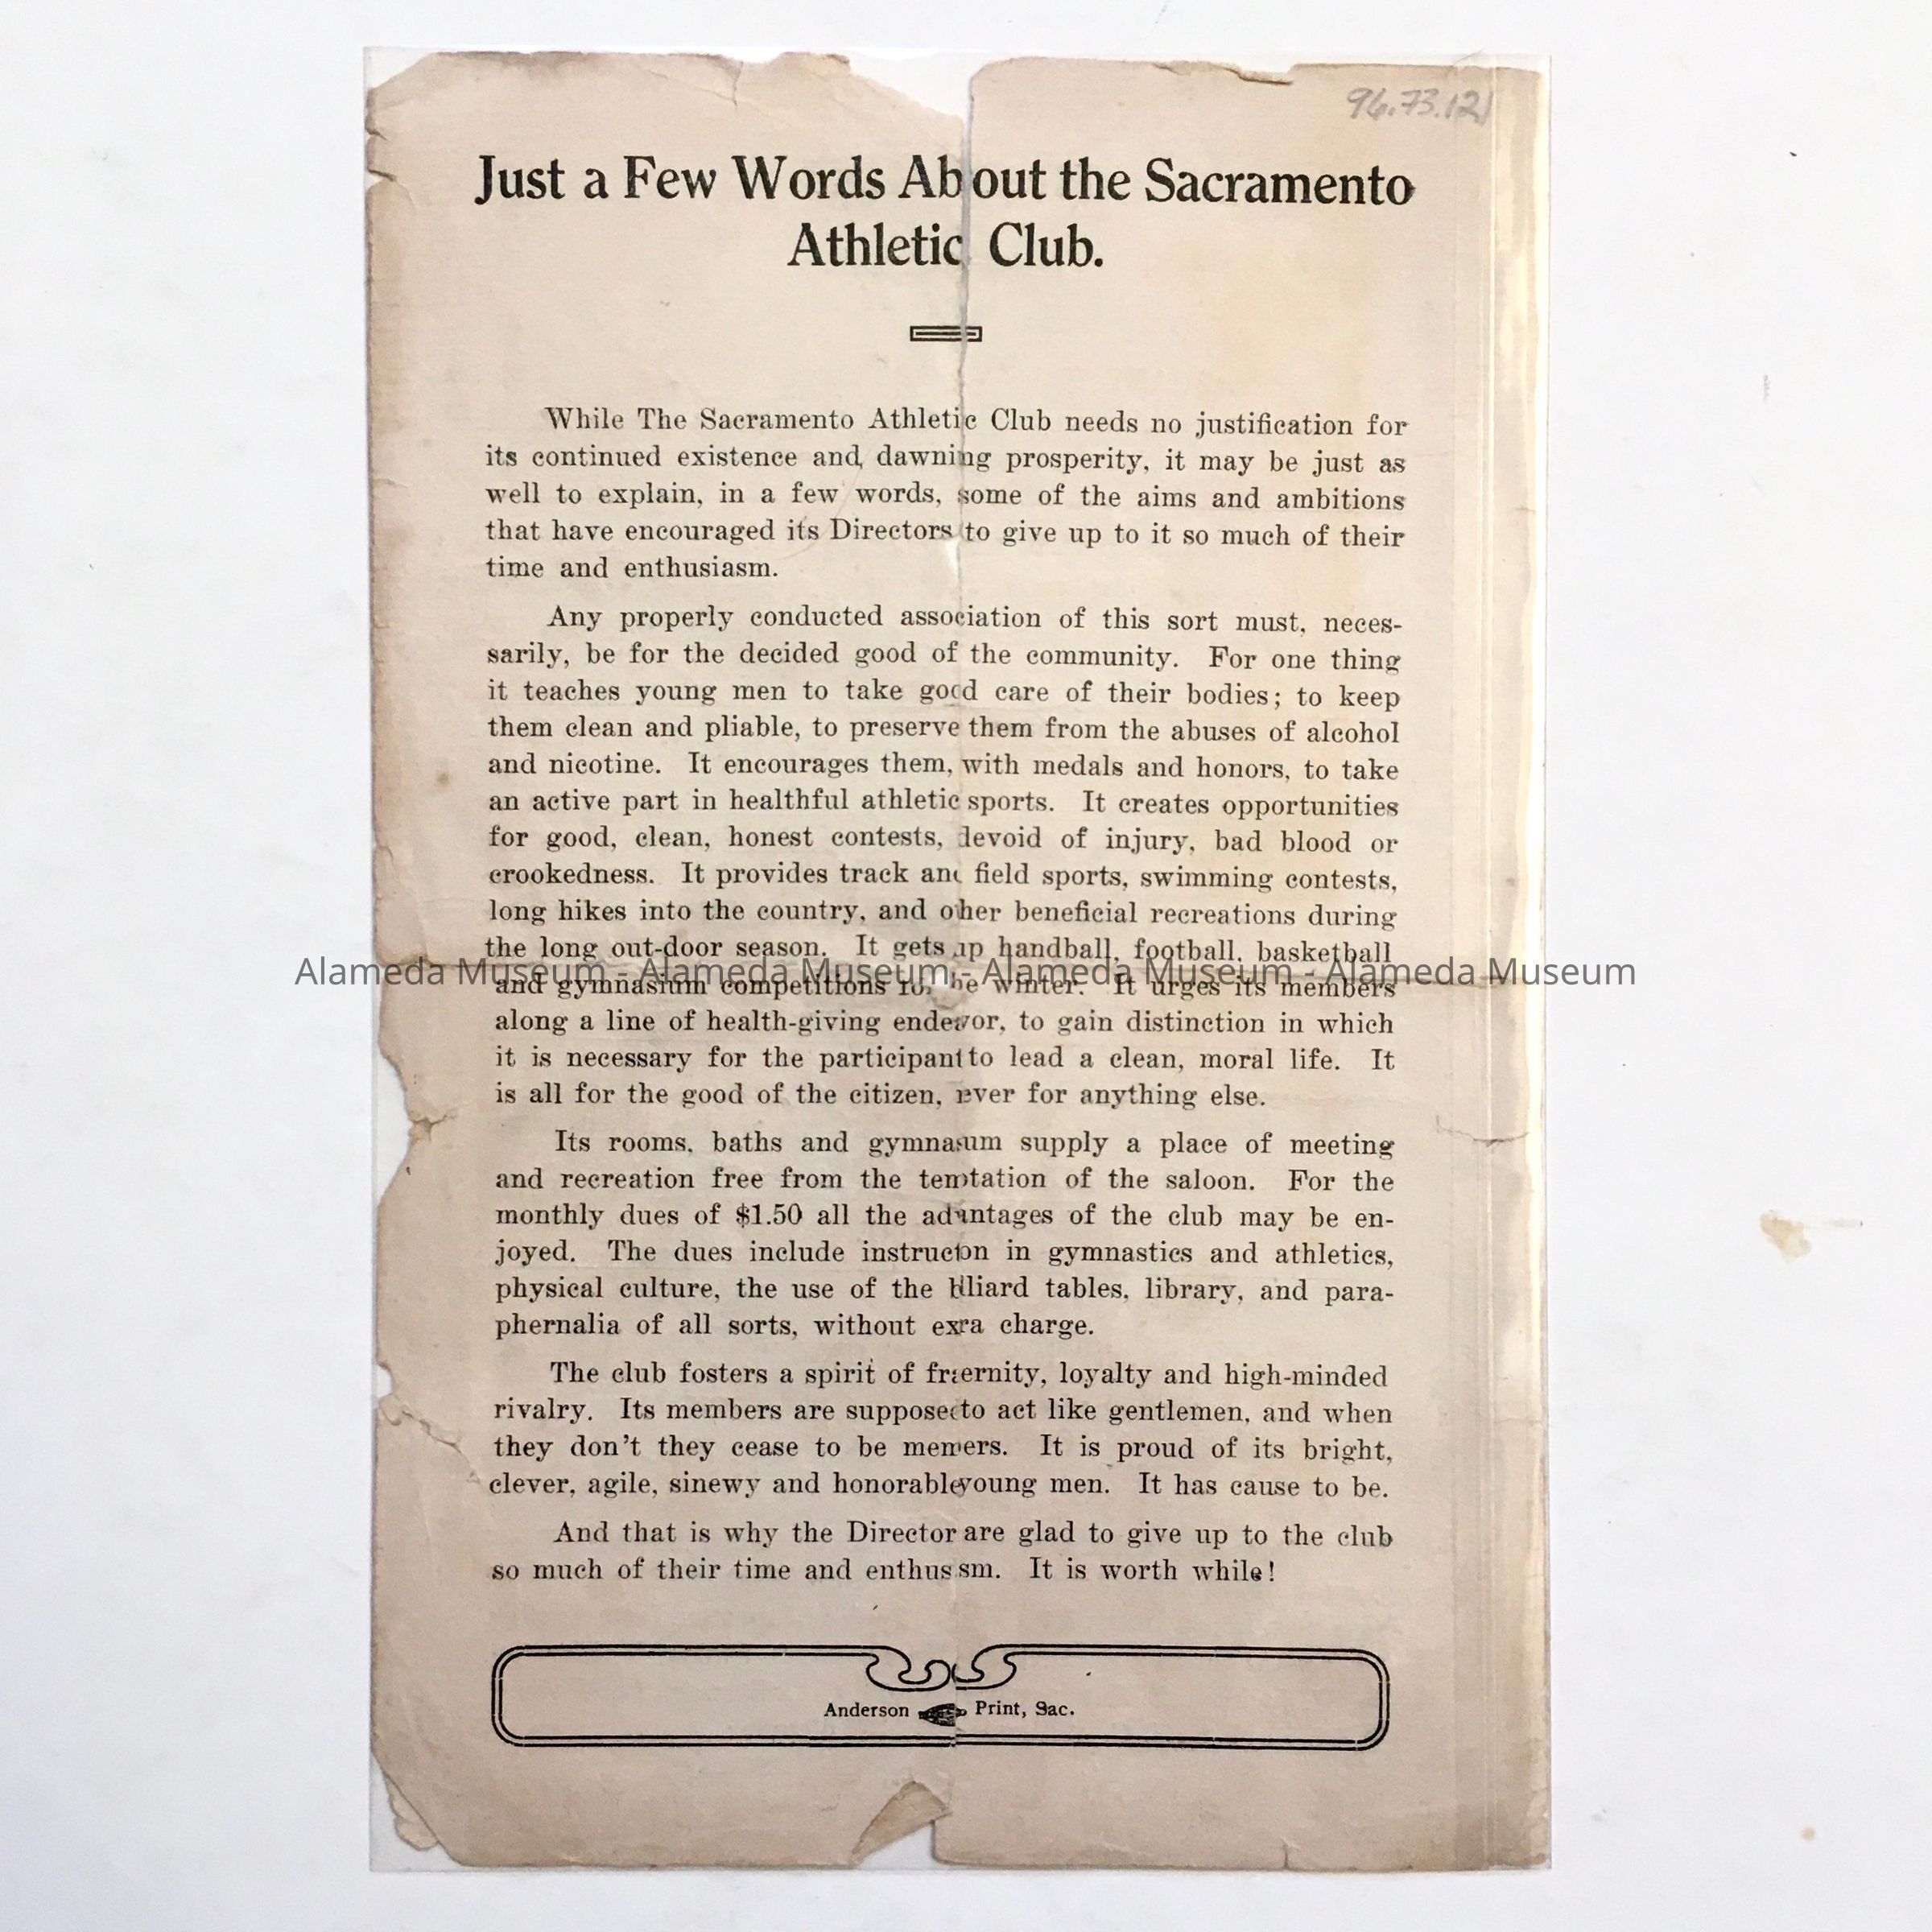 96.73.12
Just a Few Words About the Sacramento
Athletic Club.
While The Sacramento Athletic Club needs no justification for
its continued existence and dawning prosperity, it may be just as
well to explain, in a few words, some of the aims and ambitions
that have encouraged its Directors to give up to it so much of their
time and enthusiasm.
Any properly conducted association of this sort must, neces-
sarily, be for the decided good of the community. For one thing
it teaches young men to take good care of their bodies; to keep
them clean and pliable, to preserve them from the abuses of alcohol
and nicotine. It encourages them, with medals and honors, to take
an active part in healthful athletic sports. It creates opportunities
for good, clean, honest contests, devoid of injury, bad blood or
crookedness. It provides track and field sports, swimming contests,
long hikes into the country, and other beneficial recreations during
the long out-door season. It gets up handball, football, basketball
Alameda Museum - Alameda Museum - Alameda Museum - Alameda Museum
and gymnasium competitions for the winter. It urges its members
along a line of health-giving endeavor, to gain distinction in which
it is necessary for the participant to lead a clean, moral life. It
is all for the good of the citizen, never for anything else.
Its rooms, baths and gymnasium supply a place of meeting
and recreation free from the temptation of the saloon. For the
monthly dues of $1.50 all the advantages of the club may be en-
joyed. The dues include instruction in gymnastics and athletics,
physical culture, the use of the billiard tables, library, and para-
phernalia of all sorts, without extra charge.
The club fosters a spirit of fraternity, loyalty and high-minded
rivalry. Its members are supposed to act like gentlemen, and when
they don't they cease to be members. It is proud of its bright,
clever, agile, sinewy and honorable young men. It has cause to be.
And that is why the Directors are glad to give up to the club
so much of their time and enthusiasm. It is worth while!
Anderson Print, Sac.